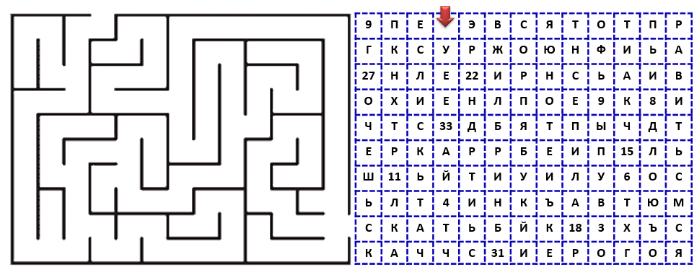 9 П Е Э В С Я Т О Т П Р
Г К С У Р Ж О Ю Н Ф И Ь А
27 Н Л Е 22 И Р Н С Ь А И В
О Х И Е Н Л П О Е 9 К 8 И
Ч Т С 33 Д Б Я Т П Ы Ч Д Т
Е Р К А Р Р Б Е И П 15 Л Ь
Ш 11 Ь Й Т И У И Л У 6 О С
Ь Л Т 4 И Н К Ъ А В Т Ю М
С К А Т Ь Б Й К 18 З Х Ъ С
К А Ч Ч С 31 И Е Р О Г О Я